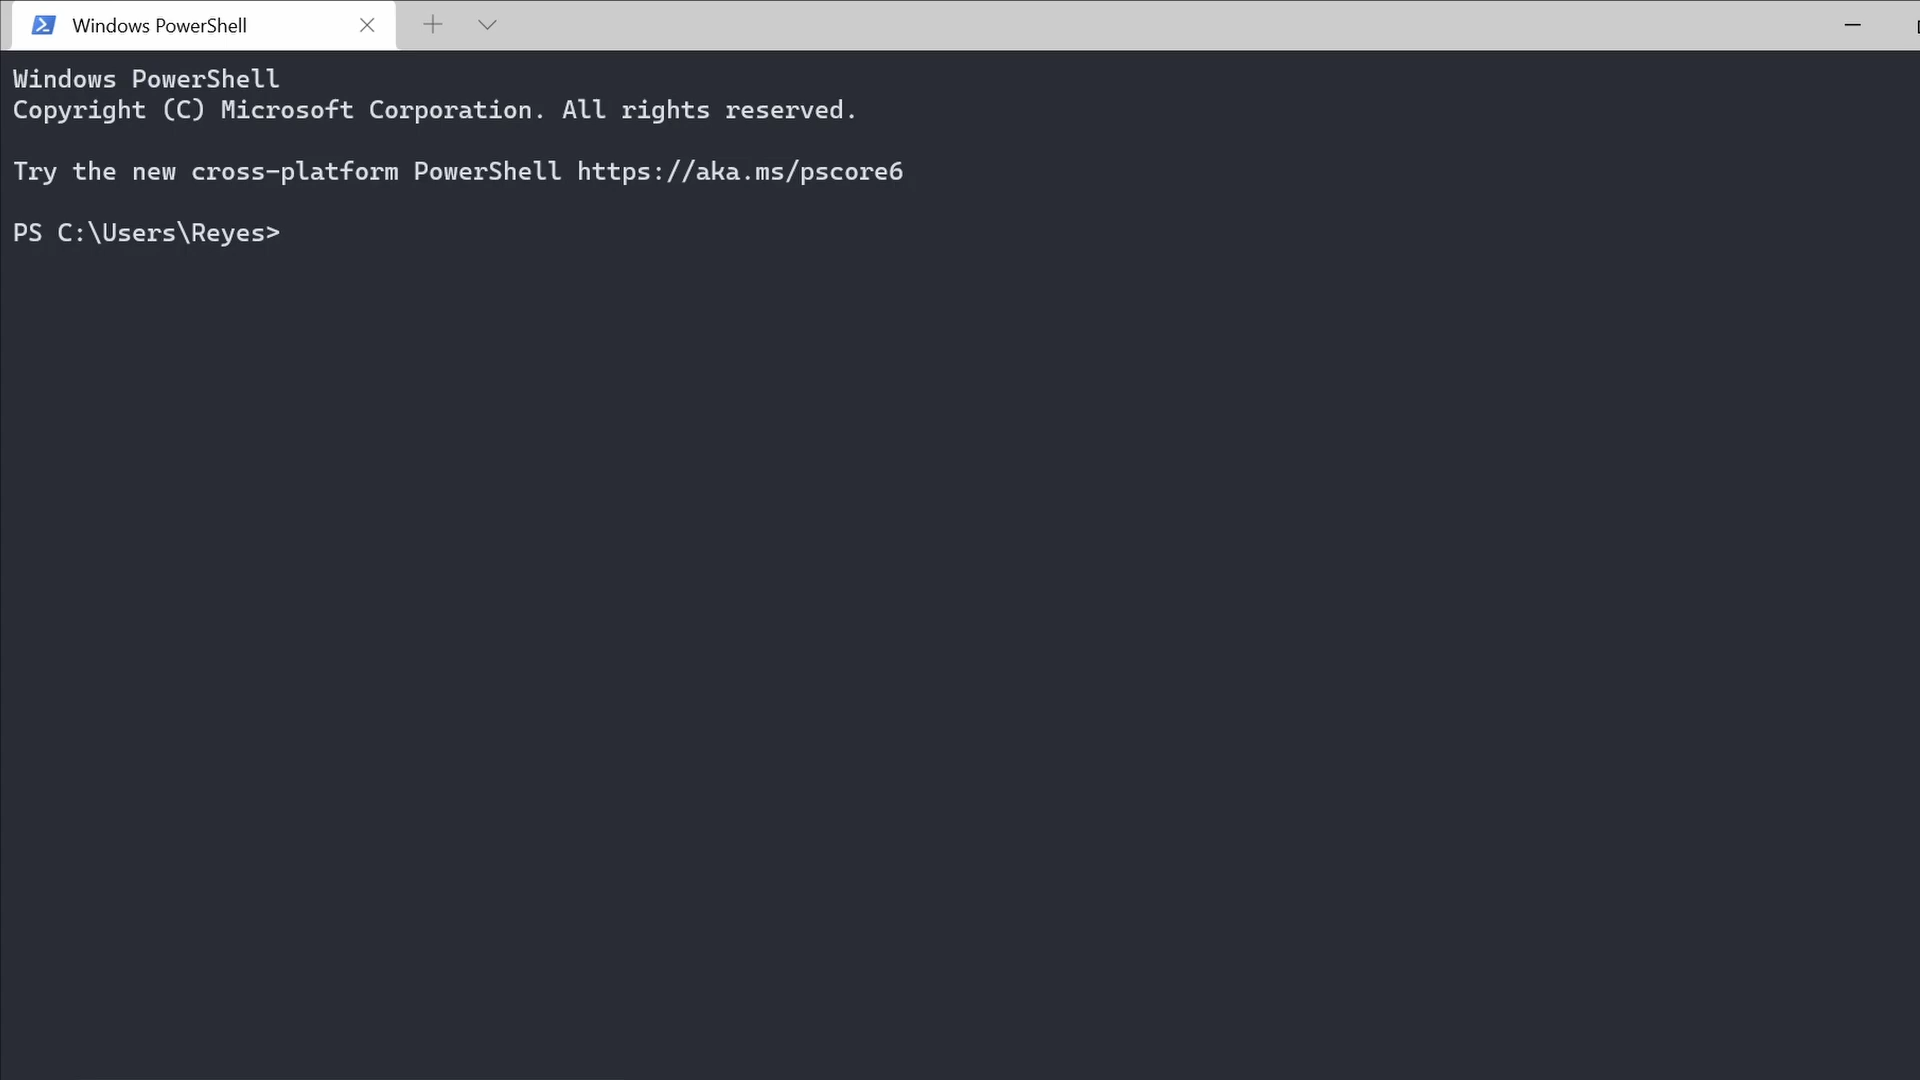 Windows PowerShell
Windows PowerShell
Copyright (C) Microsoft Corporation. All rights reserved.
Try the new cross-platform PowerShell https://aka.ms/pscore6
PS C:\Users\Reyes>